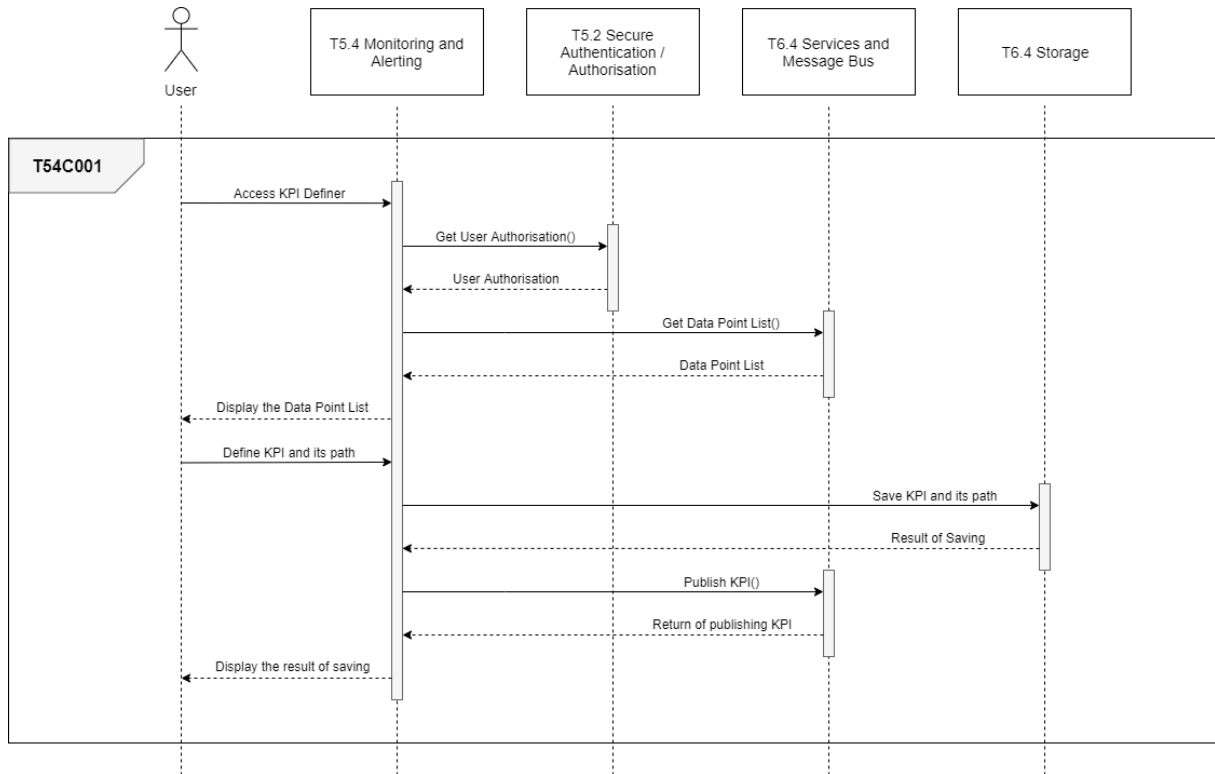 User
T5.4 Monitoring and
Alerting
T5.2 Secure
Authentication /
Authorisation
T6.4 Services and
Message Bus
T6.4 Storage
T54C001
Access KPI Definer
Get User Authorisation()
User Authorisation
Get Data Point List()
Data Point List
Display the Data Point List
Define KPI and its path
Save KPI and its path
Result of Saving
Publish KPI()
Return of publishing KPI
Display the result of saving